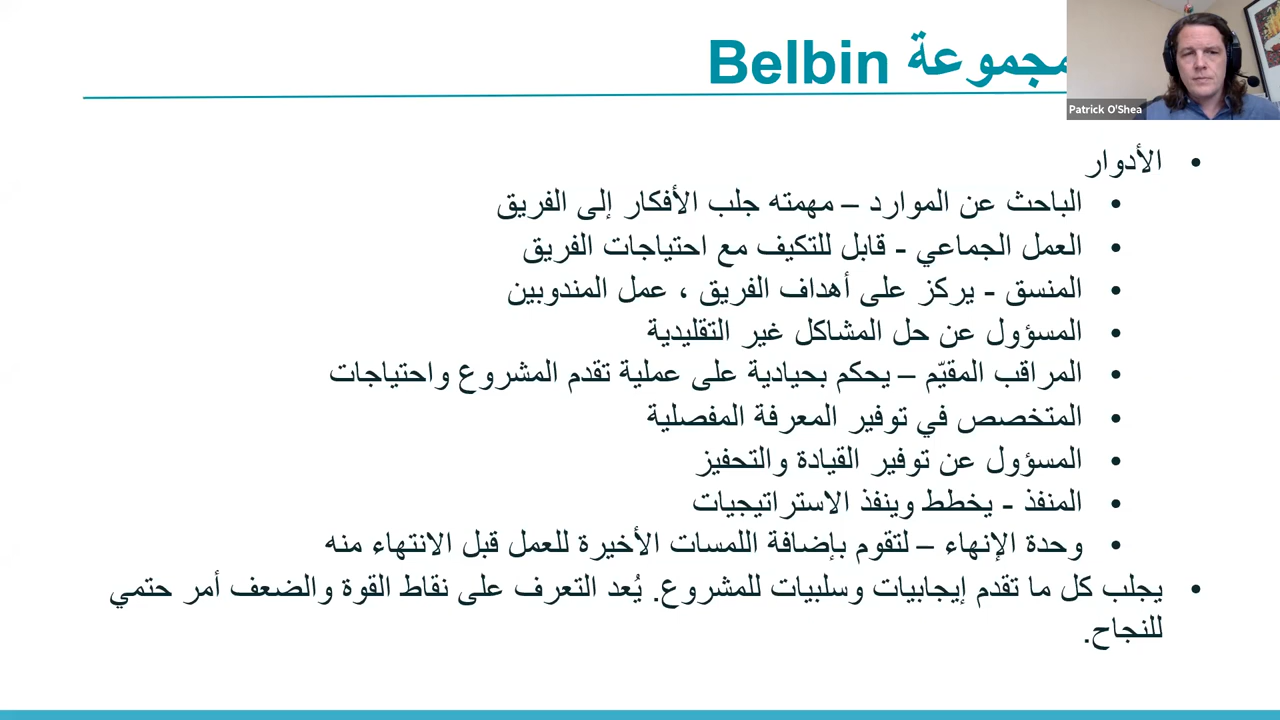 مجموعة Belbin
Patrick O'Shea
• الأدوار
• الباحث عن الموارد – مهمته جلب الأفكار إلى الفريق
• العمل الجماعي - قابل للتكيف مع احتياجات الفريق
• المنسق - يركز على أهداف الفريق ، عمل المندوبين
• المسؤول عن حل المشاكل غير التقليدية
• المراقب المقيّم – يحكم بحيادية على عملية تقدم المشروع واحتياجات
• المتخصص في توفير المعرفة المفصلية
• المسؤول عن توفير القيادة والتحفيز
• المنفذ - يخطط وينفذ الاستراتيجيات
• وحدة الإنهاء – لتقوم بإضافة اللمسات الأخيرة للعمل قبل الانتهاء منه
• يجلب كل ما تقدم إيجابيات وسلبيات للمشروع. يُعد التعرف على نقاط القوة والضعف أمر حتمي
للنجاح.